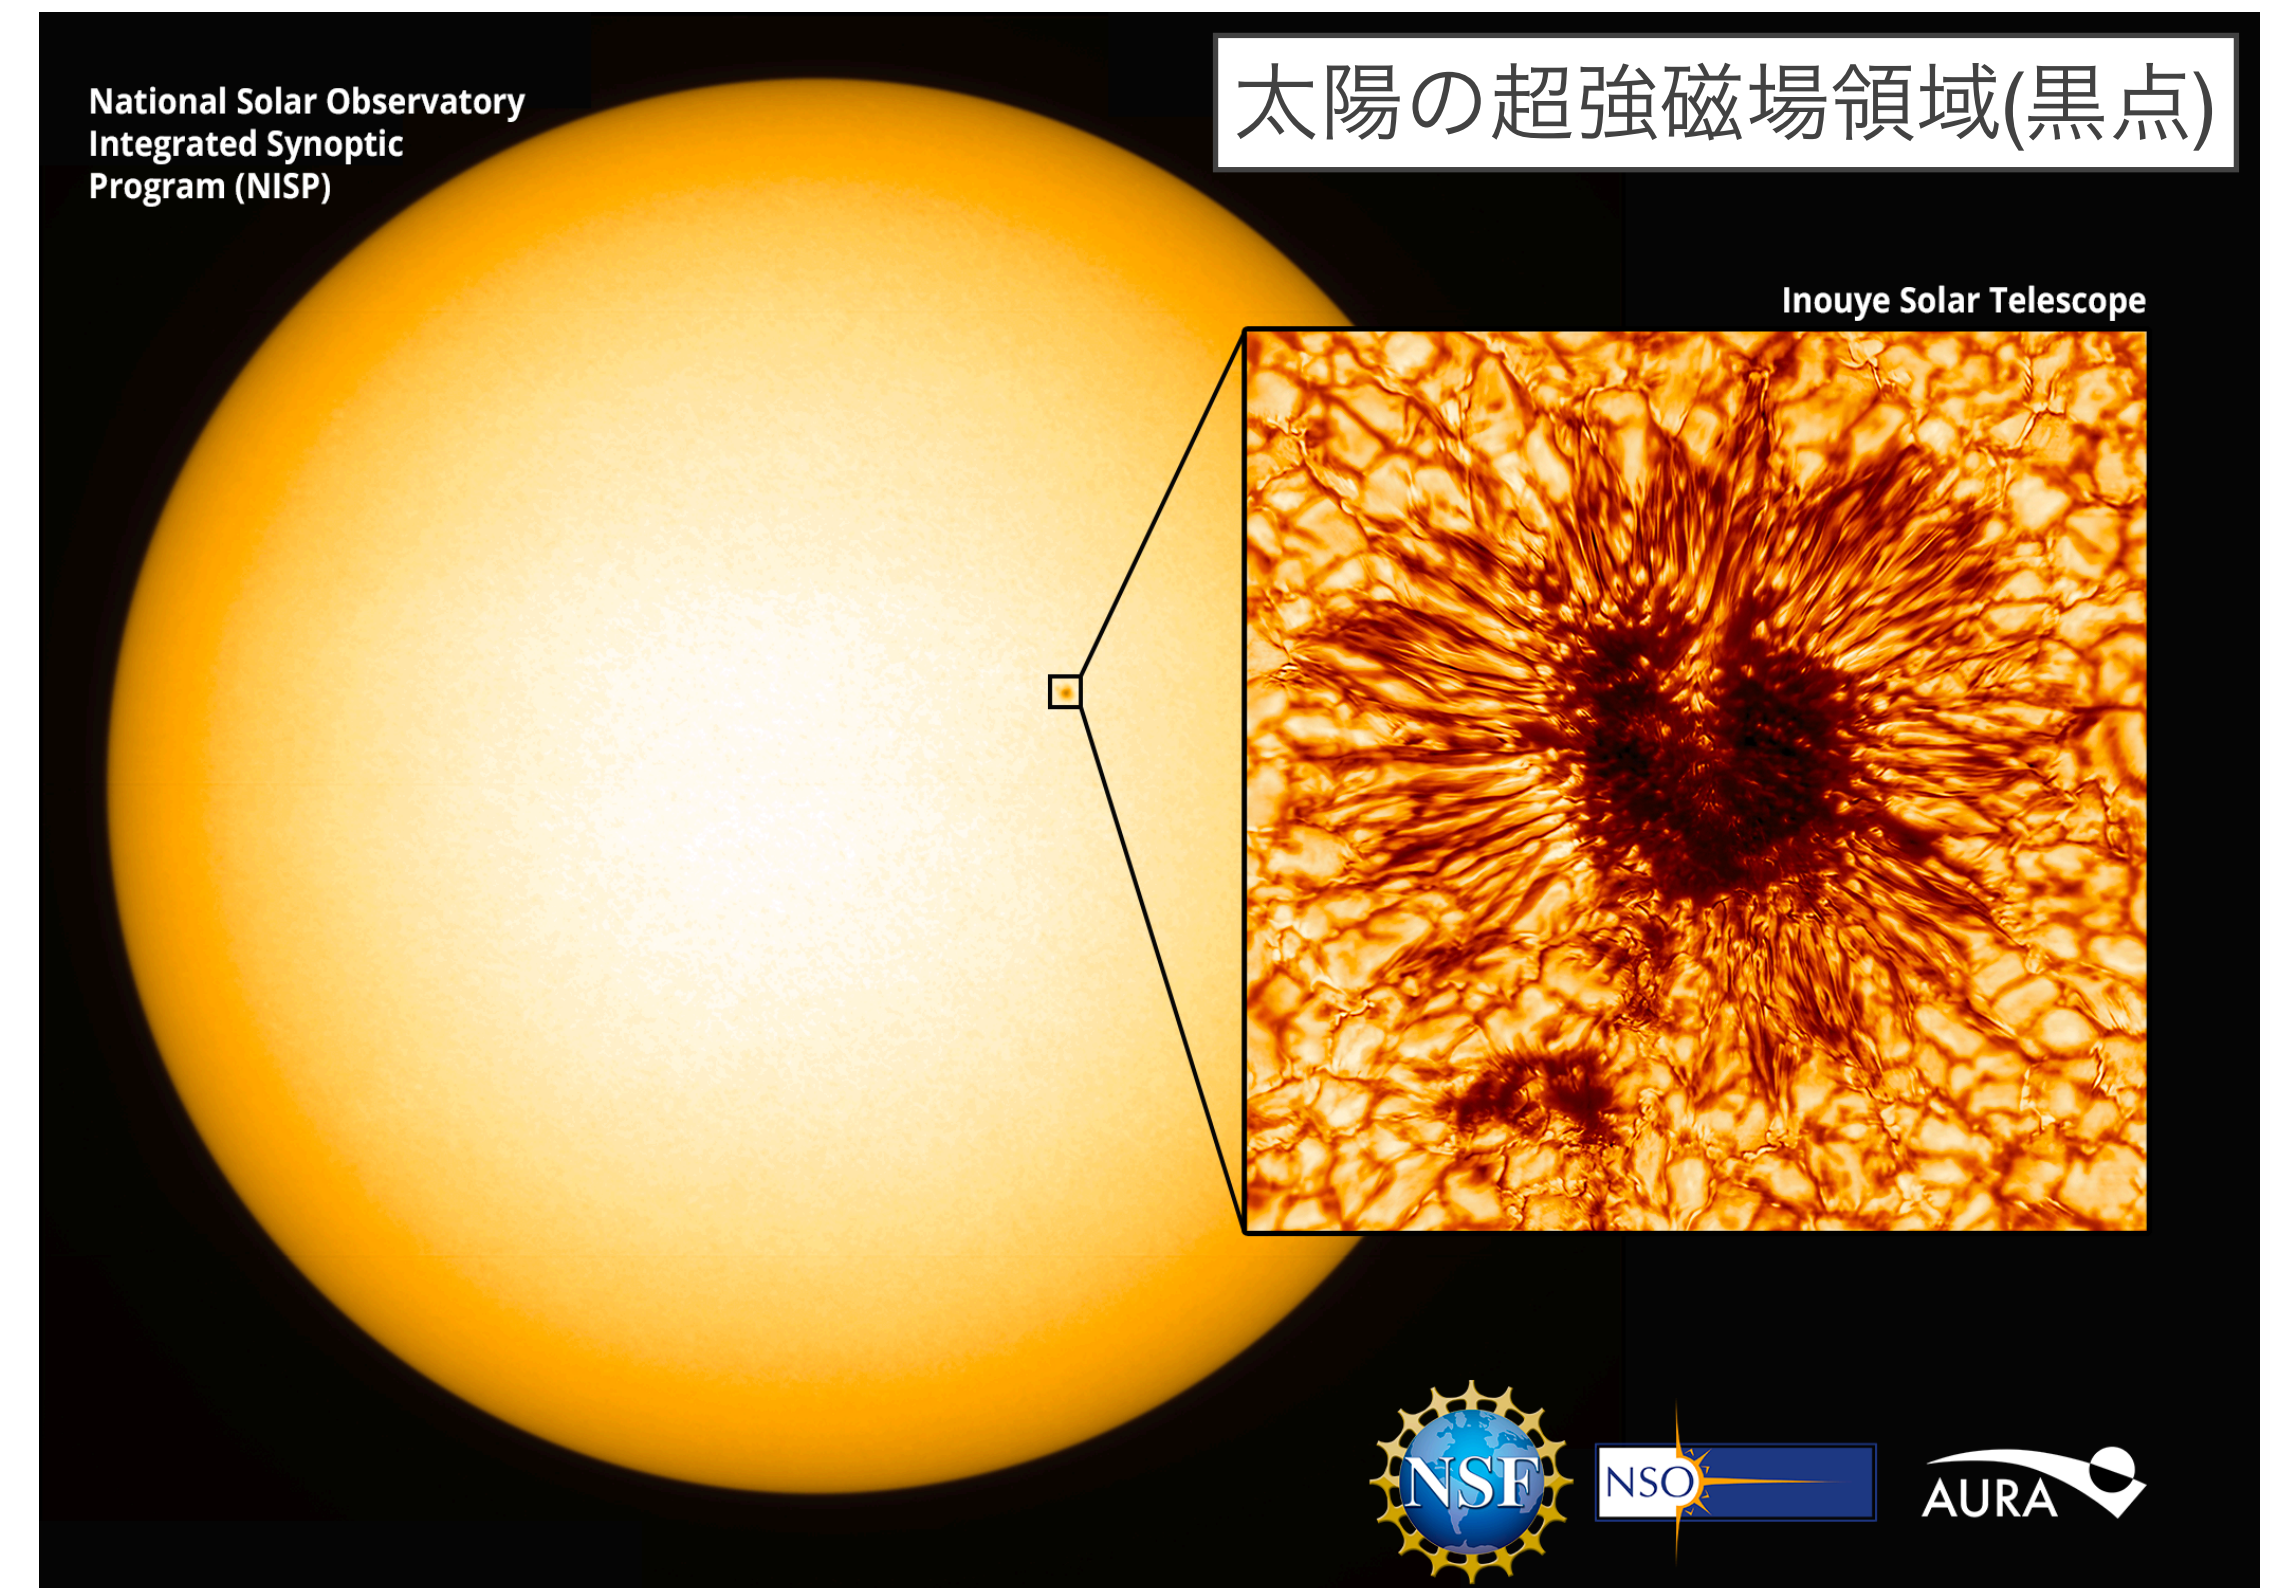 National Solar Observatory
Integrated Synoptic
Program (NISP)
太陽の超強磁場領域(黒点)
Inouye Solar Telescope
NSF
NSO
AURA